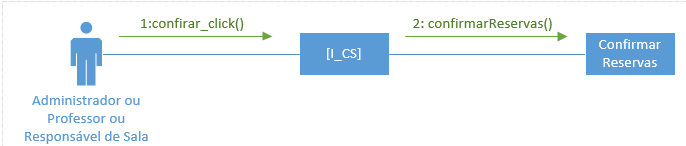 1:confirar_click()
2: confirmarReservas()
[I_CS]
Confirmar
Reservas
Administrador ou
Professor ou
Responsável de Sala